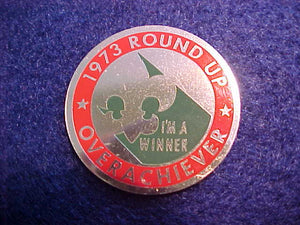 1973 ROUND UP
I'M A
WINNER
OVERACHIEVER